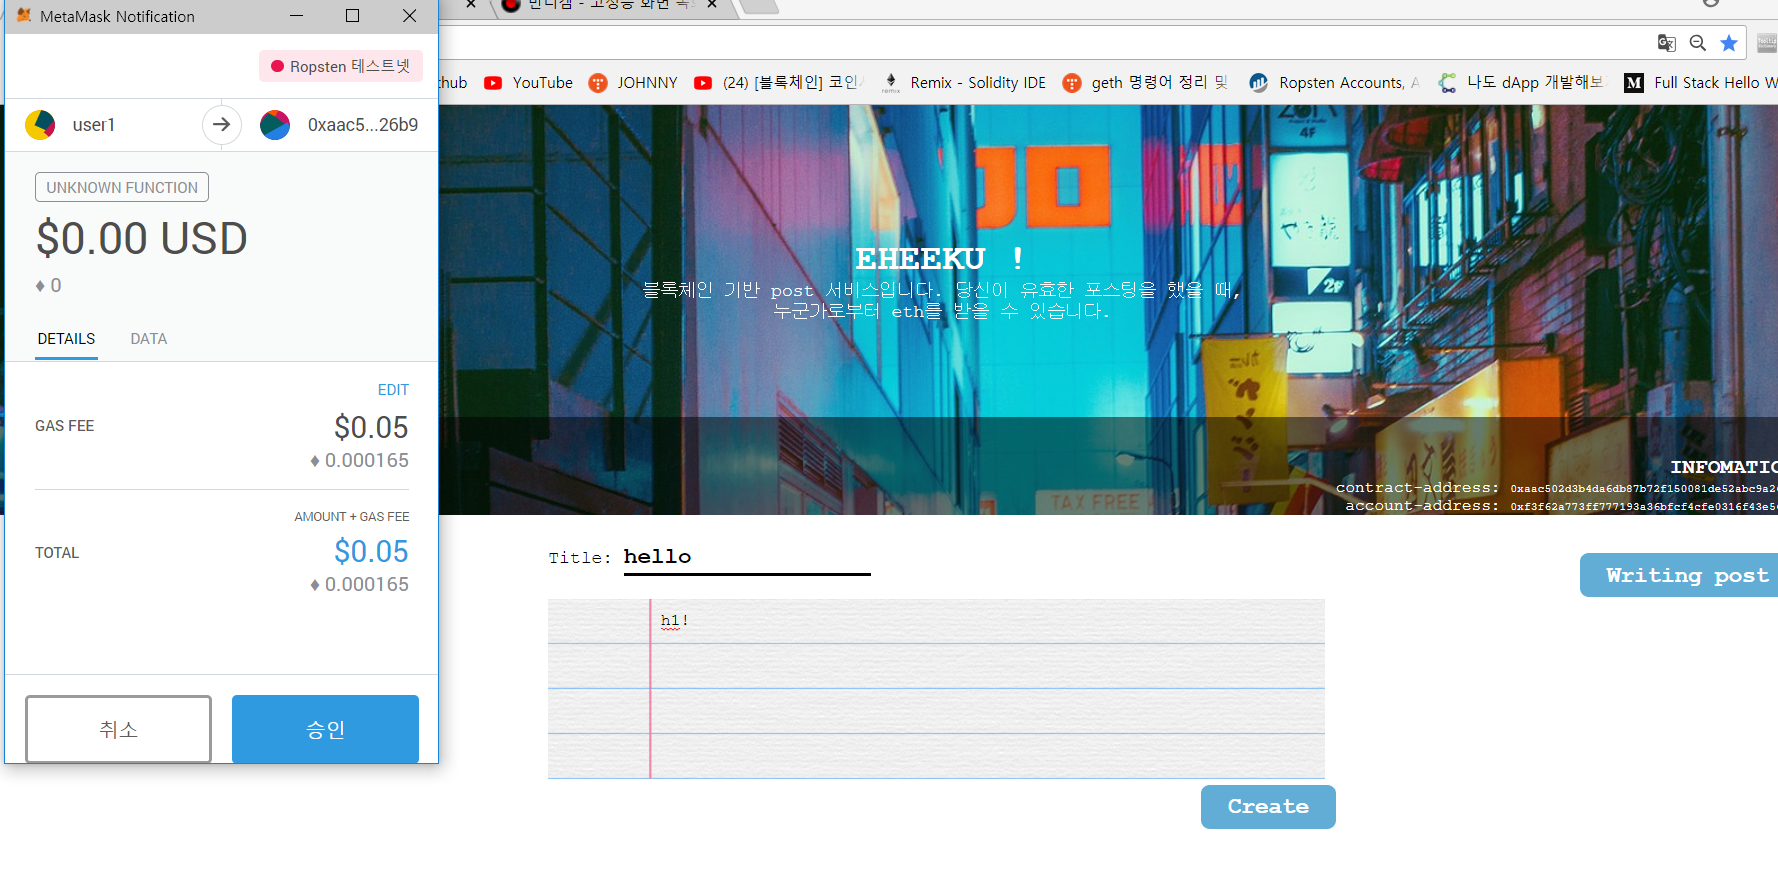 MetaMask Notification
Ropsten 테스트넷
user1
0xaac5...26b9
UNKNOWN FUNCTION
$0.00 USD
♦ 0
DETAILS DATA
EDIT
GAS FEE
$0.05
♦ 0.000165
AMOUNT + GAS FEE
TOTAL
$0.05
♦ 0.000165
취소
승인
YouTube
JOHNNY
(24) [블록체인] 코인
Remix - Solidity IDE
geth 명령어 정리 및
Ropsten Accounts,
나도 dApp 개발해보
Full Stack Hello W
4F
2F
TAX FREE
EHEEKU !
블록체인 기반 post 서비스입니다. 당신이 유효한 포스팅을 했을 때,
누군가로부터 eth를 받을 수 있습니다.
INFOMATIO
contract-address: 0xaac502d3b4da6db87b72f150081de52abc9a2
account-address: 0xf3f62a773ff777193a36bfcf4cfe0316f43e5
Title: hello
Writing post
h1!
Create